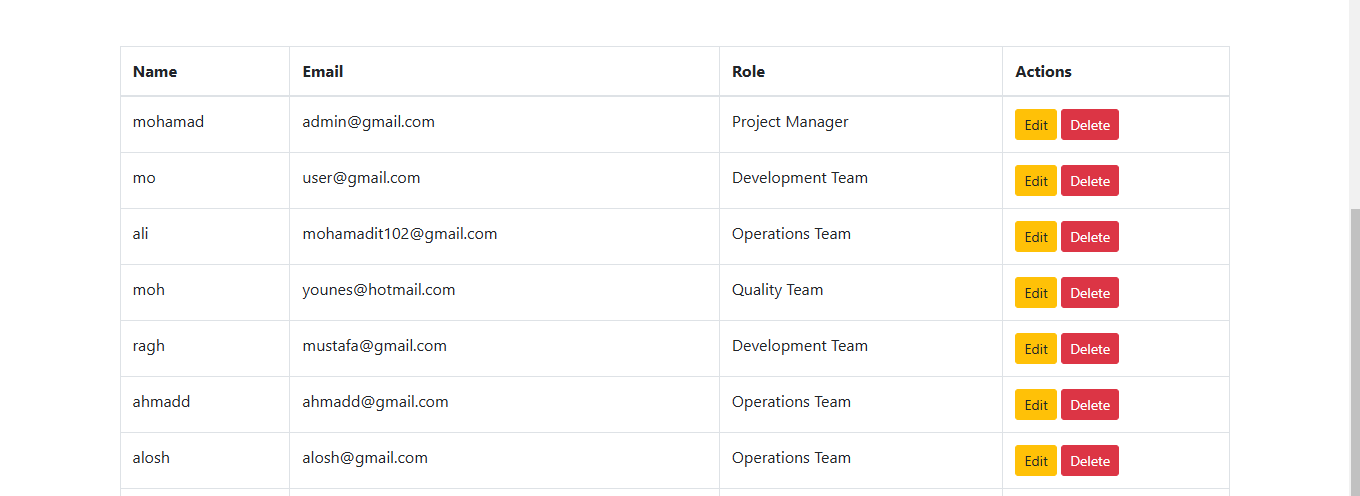 Name Email Role Actions
mohamad admin@gmail.com Project Manager Edit Delete
mo user@gmail.com Development Team Edit Delete
ali mohamadit102@gmail.com Operations Team Edit Delete
moh younes@hotmail.com Quality Team Edit Delete
ragh mustafa@gmail.com Development Team Edit Delete
ahmadd ahmadd@gmail.com Operations Team Edit Delete
alosh alosh@gmail.com Operations Team Edit Delete